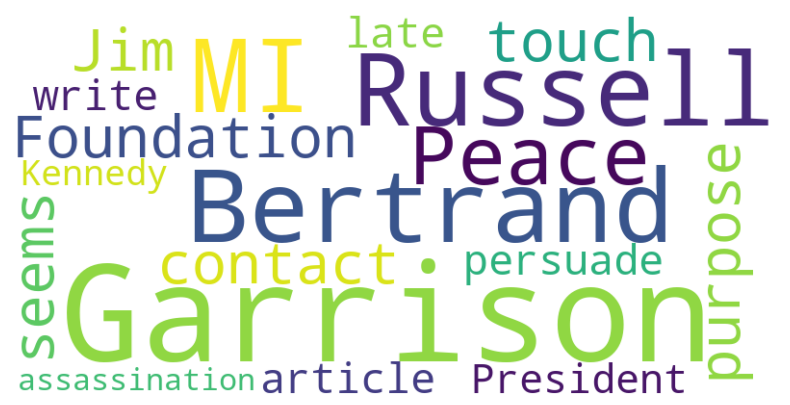 late
touch
Jim
MI
Russell
write
Foundation
Peace
Kennedy
Bertrand
purpose
seems
contact
persuade
Garrison
assassination
article
President